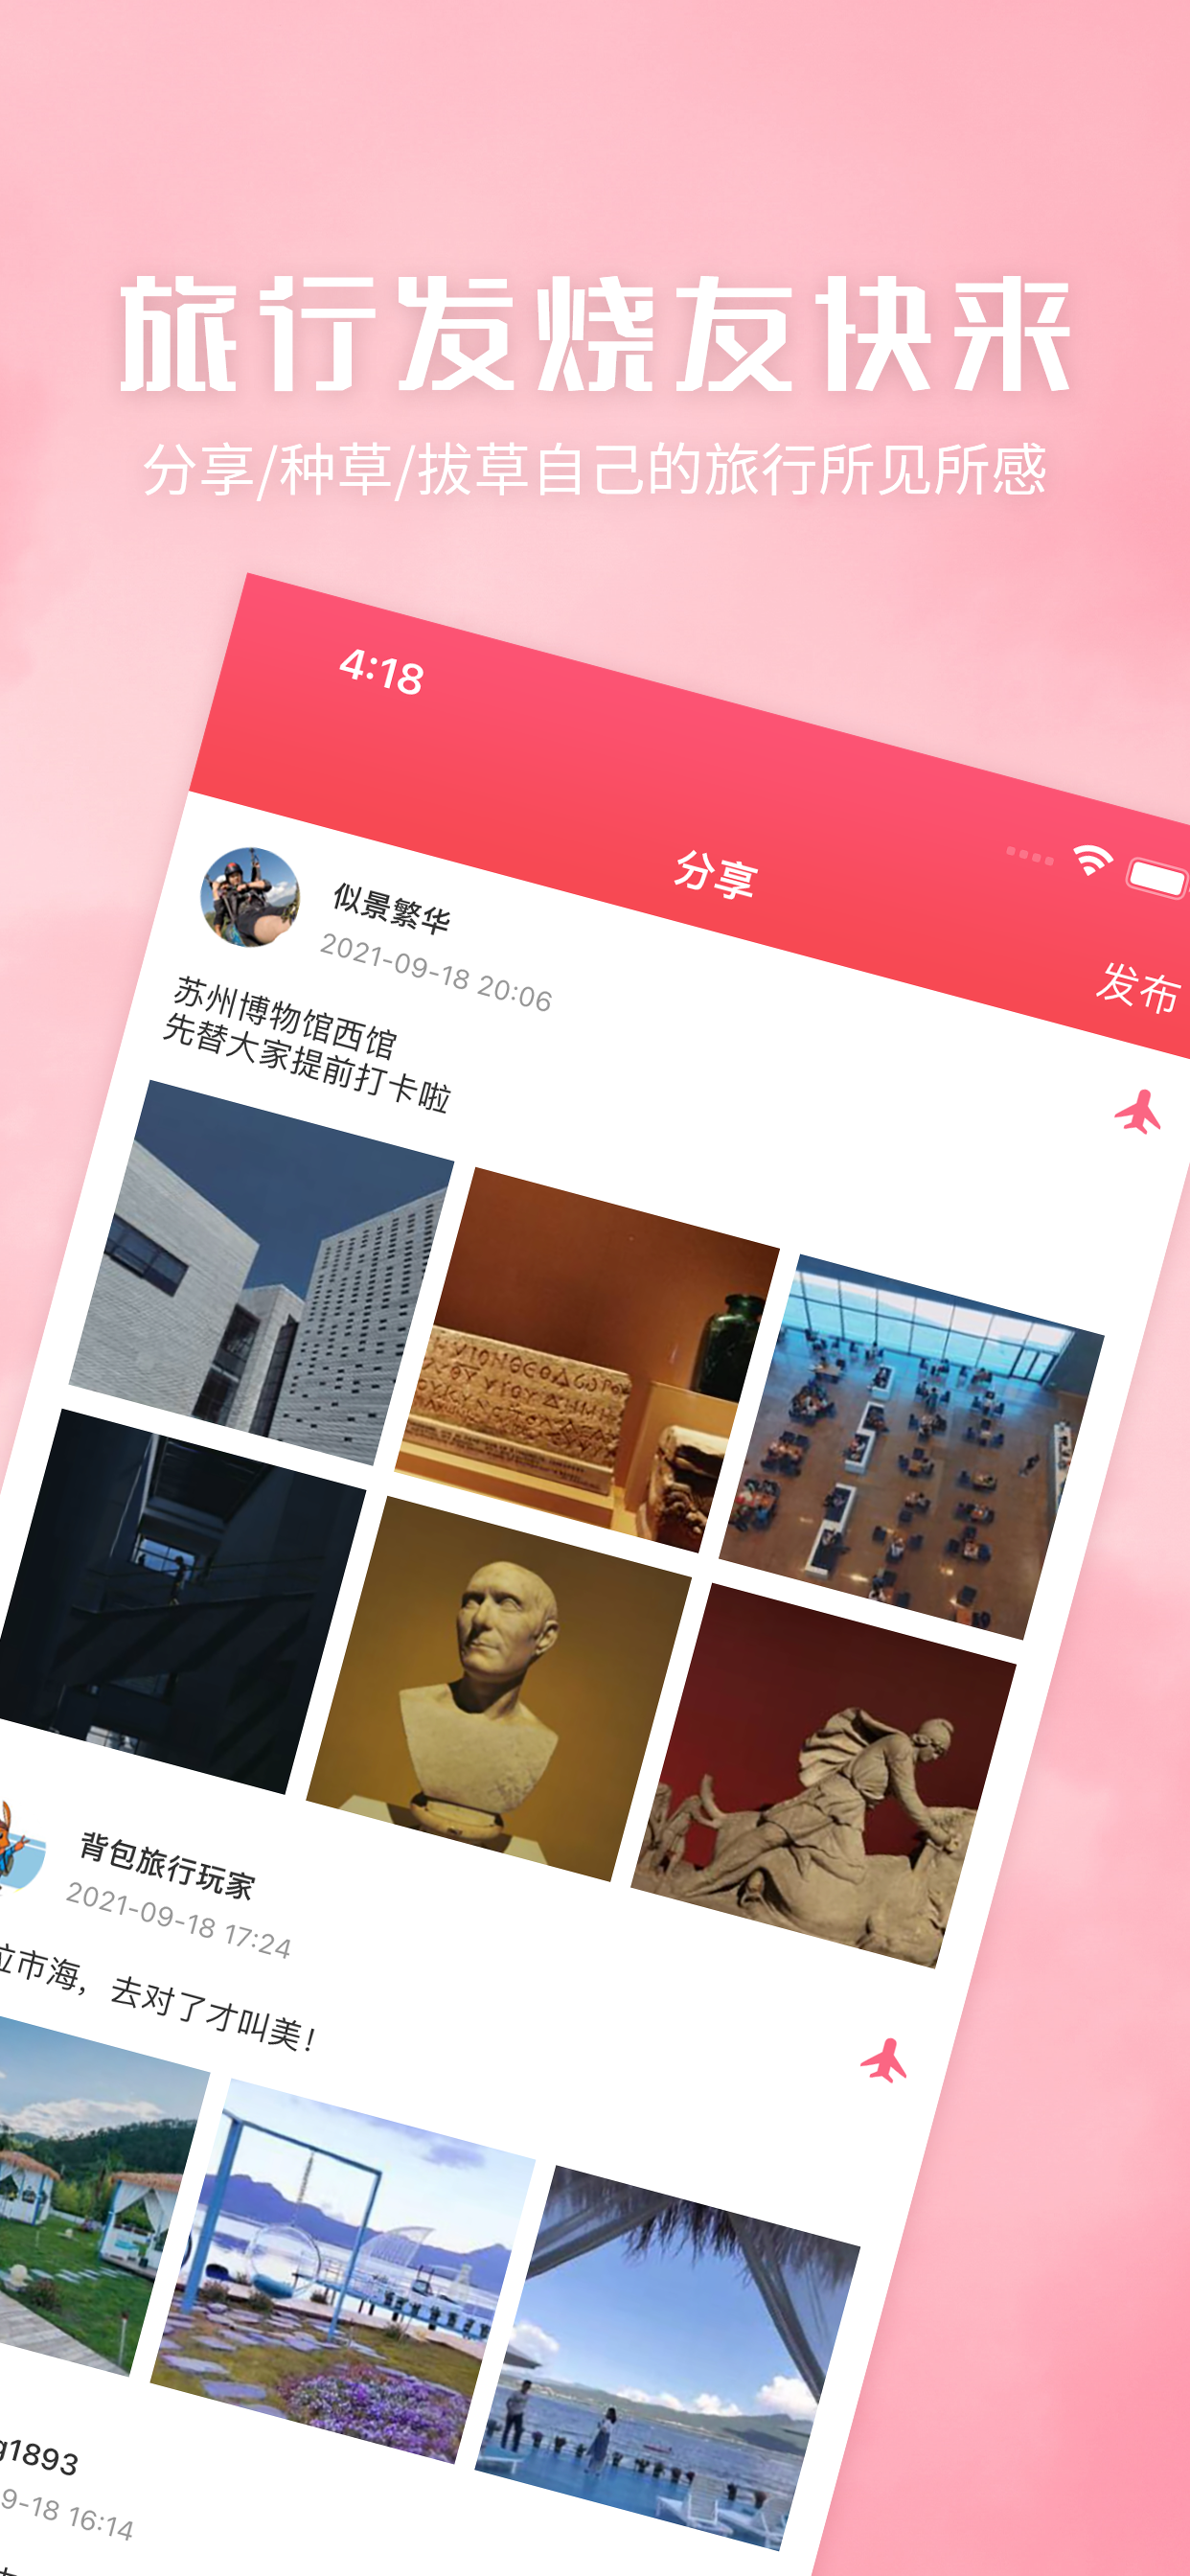 旅行发烧友快来
分享/种草/拔草自己的旅行所见所感
4:18
分享
发布
似景繁华
2021-09-18 20:06
苏州博物馆西馆
先替大家提前打卡啦
背包旅行玩家
2021-09-18 17:24
市海，去对了才叫美！
1893
9-18 16:14